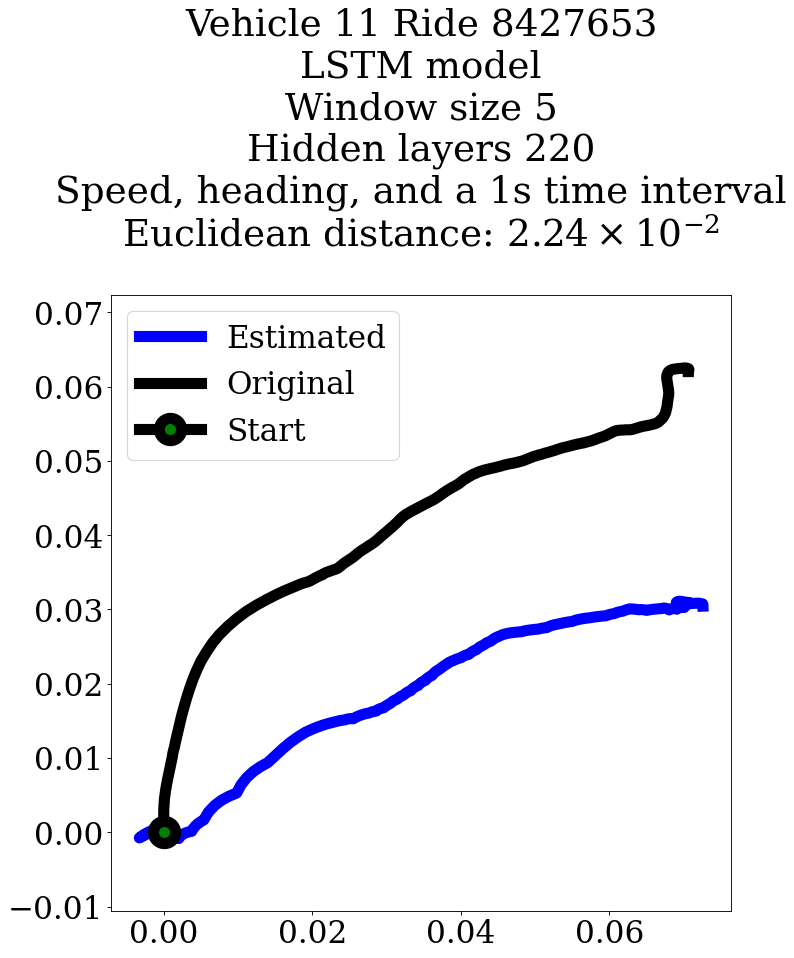 Vehicle 11 Ride 8427653
LSTM model
Window size 5
Hidden layers 220
Speed, heading, and a 1s time interval
Euclidean distance: 2.24 × 10⁻²
Estimated
Original
Start
0.07
0.06
0.05
0.04
0.03
0.02
0.01
0.00
−0.01
0.00 0.02 0.04 0.06